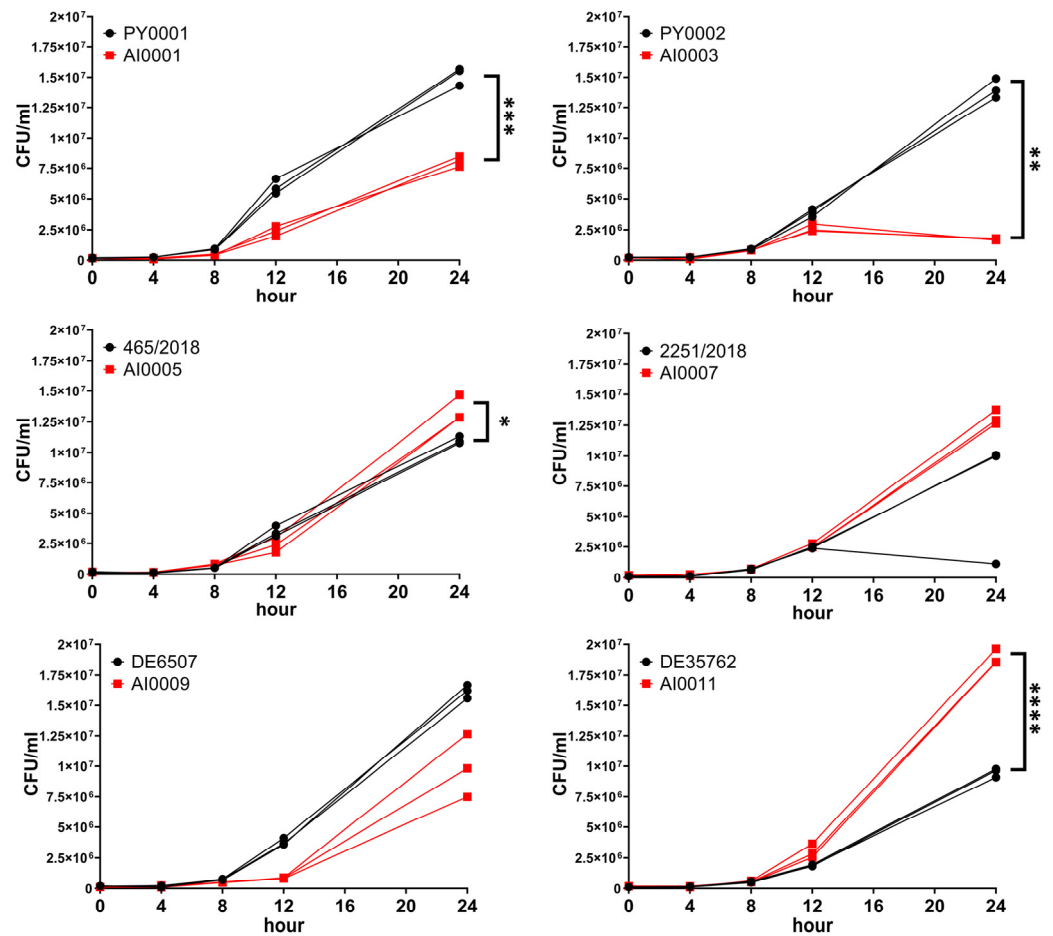 PY0001
AI0001
CFU/ml
2×10⁷
1.75×10⁷
1.5×10⁷
1.25×10⁷
1×10⁷
7.5×10⁶
5×10⁶
2.5×10⁶
0
0 4 8 12 16 20 24
hour
***
PY0002
AI0003
CFU/ml
2×10⁷
1.75×10⁷
1.5×10⁷
1.25×10⁷
1×10⁷
7.5×10⁶
5×10⁶
2.5×10⁶
0
0 4 8 12 16 20 24
hour
**
465/2018
AI0005
CFU/ml
2×10⁷
1.75×10⁷
1.5×10⁷
1.25×10⁷
1×10⁷
7.5×10⁶
5×10⁶
2.5×10⁶
0
0 4 8 12 16 20 24
hour
*
2251/2018
AI0007
CFU/ml
2×10⁷
1.75×10⁷
1.5×10⁷
1.25×10⁷
1×10⁷
7.5×10⁶
5×10⁶
2.5×10⁶
0
0 4 8 12 16 20 24
hour
DE6507
AI0009
CFU/ml
2×10⁷
1.75×10⁷
1.5×10⁷
1.25×10⁷
1×10⁷
7.5×10⁶
5×10⁶
2.5×10⁶
0
0 4 8 12 16 20 24
hour
DE35762
AI0011
CFU/ml
2×10⁷
1.75×10⁷
1.5×10⁷
1.25×10⁷
1×10⁷
7.5×10⁶
5×10⁶
2.5×10⁶
0
0 4 8 12 16 20 24
hour
****